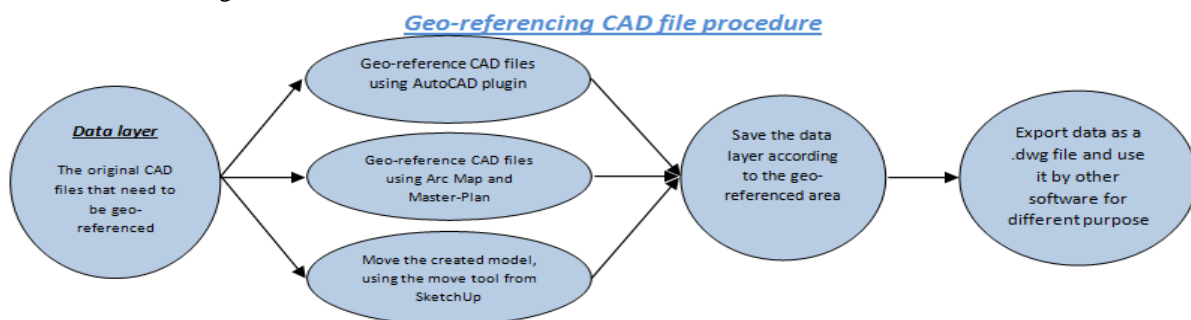 Geo-referencing CAD file procedure
Data layer
The original CAD
files that need to
be geo-
referenced
Geo-reference CAD files
using AutoCAD plugin
Geo-reference CAD files
using Arc Map and
Master-Plan
Move the created model,
using the move tool from
SketchUp
Save the data
layer according
to the geo-
referenced area
Export data as a
.dwg file and use
it by other
software for
different purpose